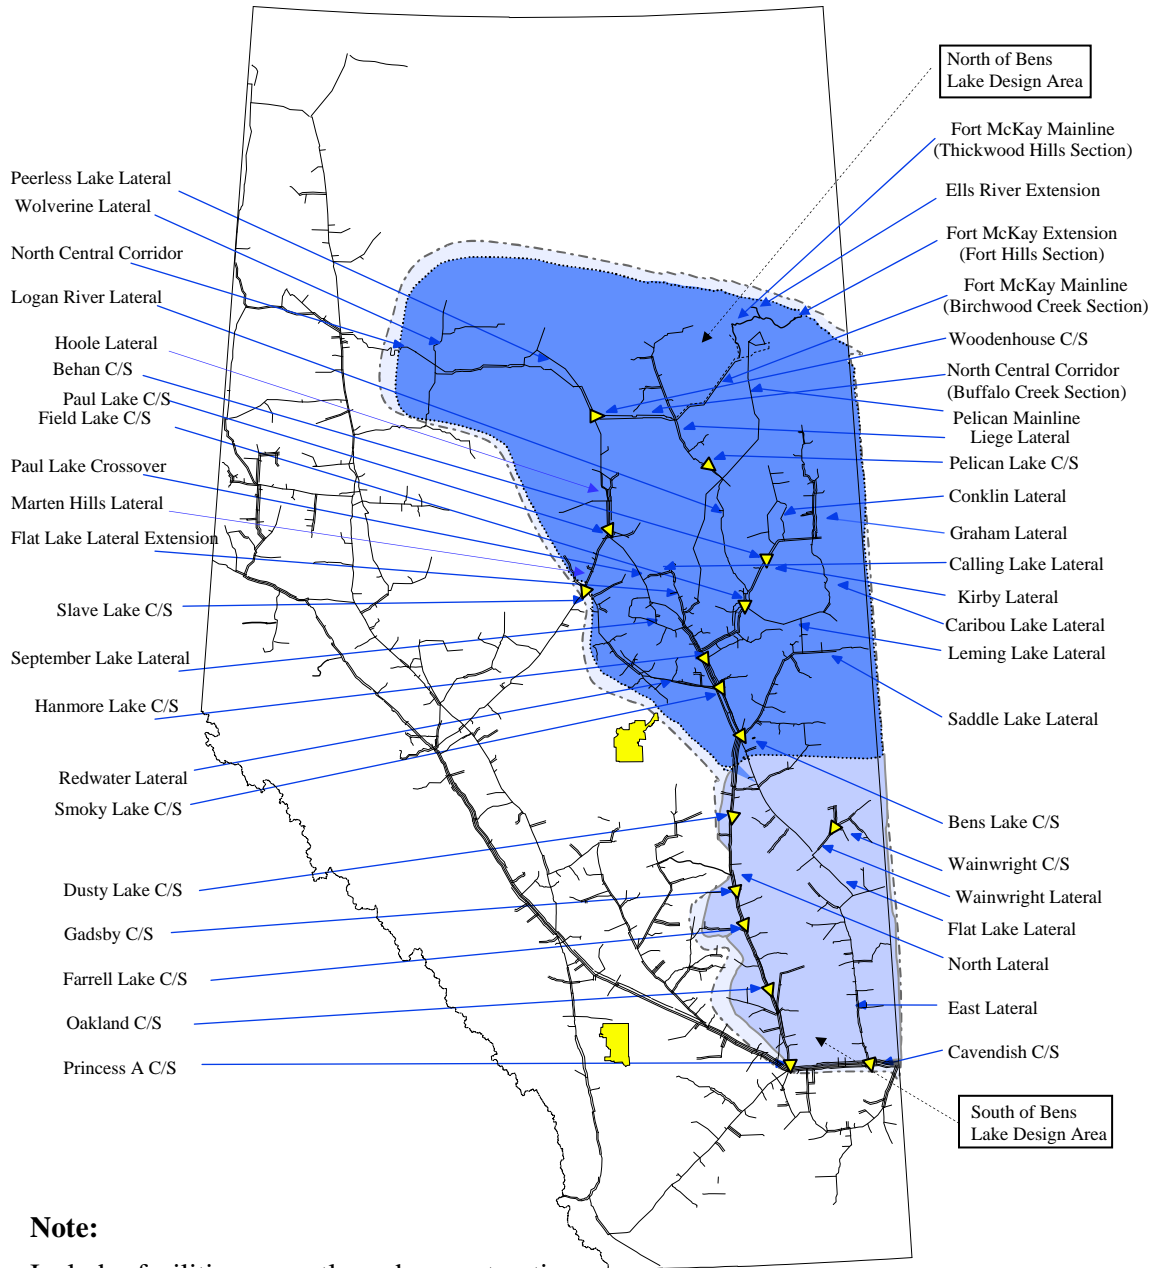 North of Bens
Lake Design Area
Fort McKay Mainline
(Thickwood Hills Section)
Ells River Extension
Fort McKay Extension
(Fort Hills Section)
Fort McKay Mainline
(Birchwood Creek Section)
Woodenhouse C/S
North Central Corridor
(Buffalo Creek Section)
Pelican Mainline
Liege Lateral
Pelican Lake C/S
Conklin Lateral
Graham Lateral
Calling Lake Lateral
Kirby Lateral
Caribou Lake Lateral
Leming Lake Lateral
Saddle Lake Lateral
Bens Lake C/S
Wainwright C/S
Wainwright Lateral
Flat Lake Lateral
North Lateral
East Lateral
Cavendish C/S
South of Bens
Lake Design Area
Peerless Lake Lateral
Wolverine Lateral
North Central Corridor
Logan River Lateral
Hoole Lateral
Behan C/S
Paul Lake C/S
Field Lake C/S
Paul Lake Crossover
Marten Hills Lateral
Flat Lake Lateral Extension
Slave Lake C/S
September Lake Lateral
Hanmore Lake C/S
Redwater Lateral
Smoky Lake C/S
Dusty Lake C/S
Gadsby C/S
Farrell Lake C/S
Oakland C/S
Princess A C/S
Note: